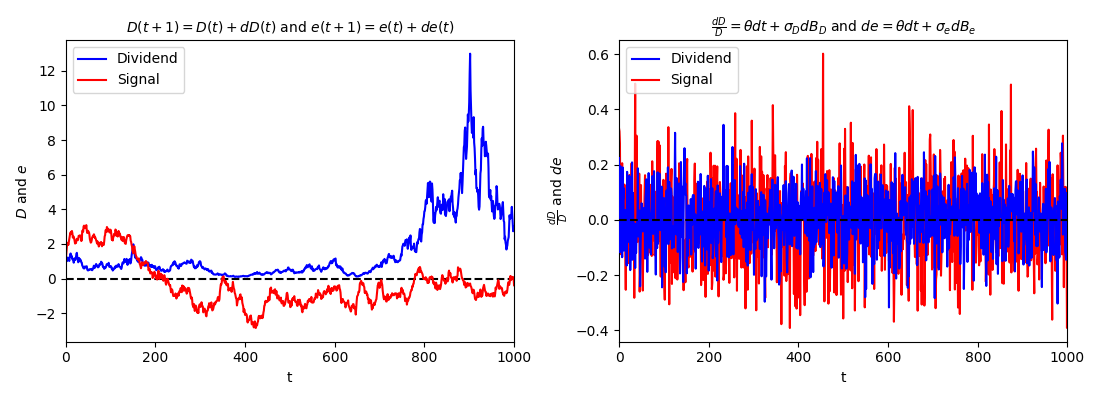 D(t + 1) = D(t) + dD(t) and e(t + 1) = e(t) + de(t)
Dividend
Signal
12
10
8
6
4
2
0
−2
D and e
0 200 400 600 800 1000
t
dD/D = θdt + σ_D dB_D and de = θdt + σ_e dB_e
Dividend
Signal
0.6
0.4
0.2
0.0
−0.2
−0.4
dD/D and de
0 200 400 600 800 1000
t